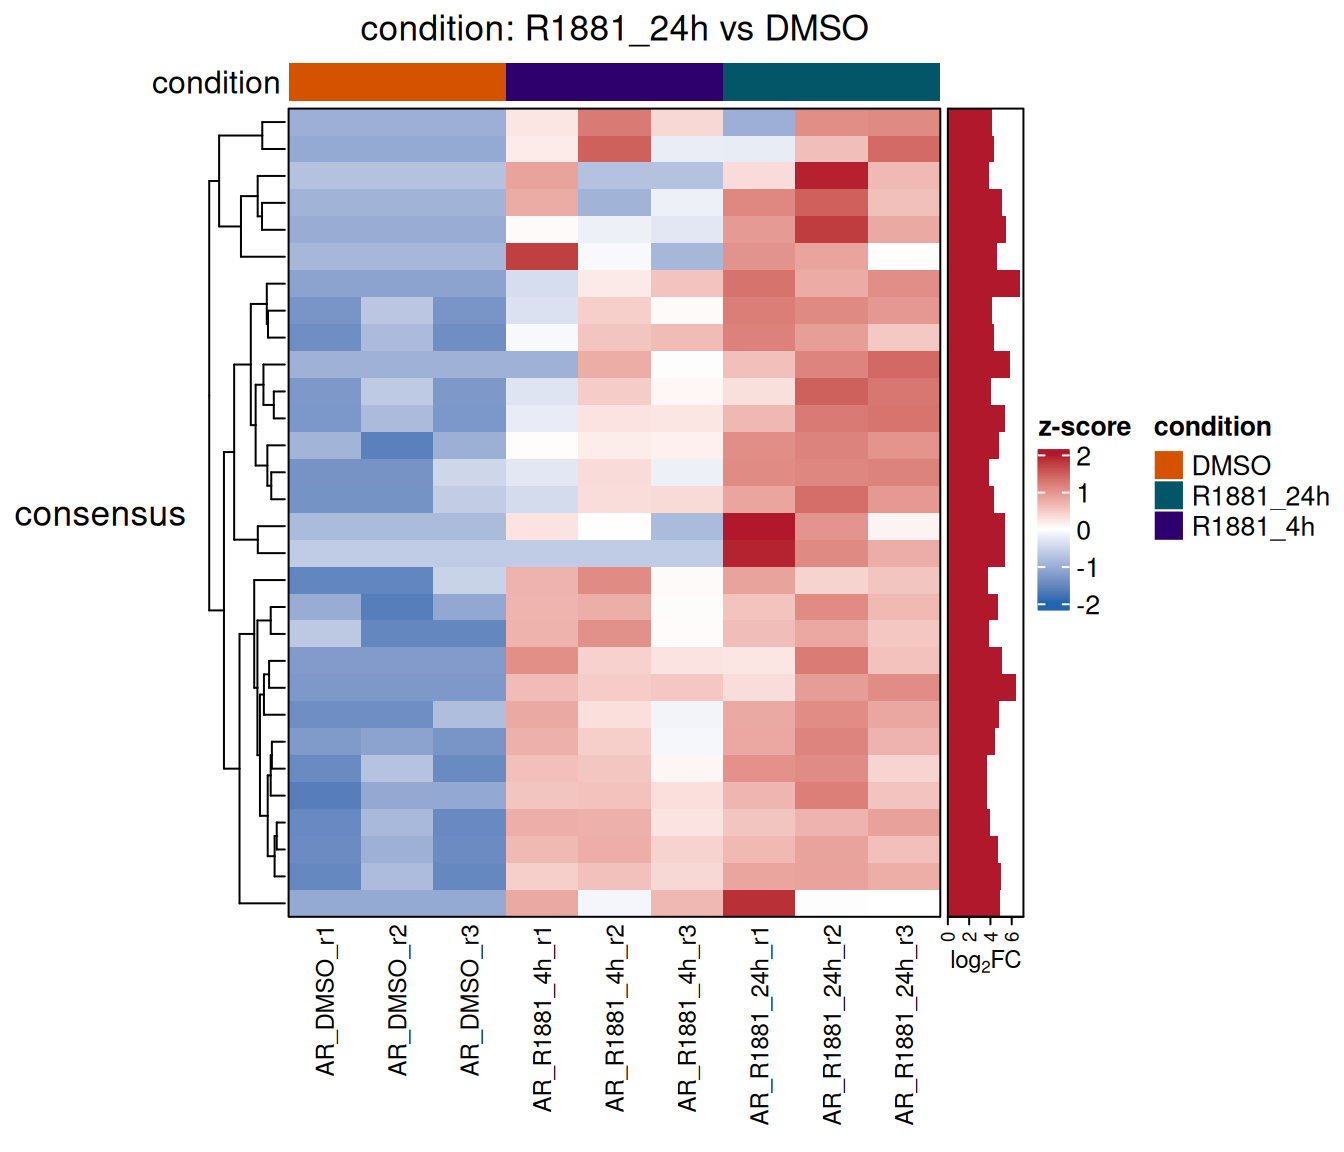 condition: R1881_24h vs DMSO
condition
consensus
z-score
2
1
0
-1
-2
condition
DMSO
R1881_24h
R1881_4h
AR_DMSO_r1
AR_DMSO_r2
AR_DMSO_r3
AR_R1881_4h_r1
AR_R1881_4h_r2
AR_R1881_4h_r3
AR_R1881_24h_r1
AR_R1881_24h_r2
AR_R1881_24h_r3
0 2 4 6
log₂FC